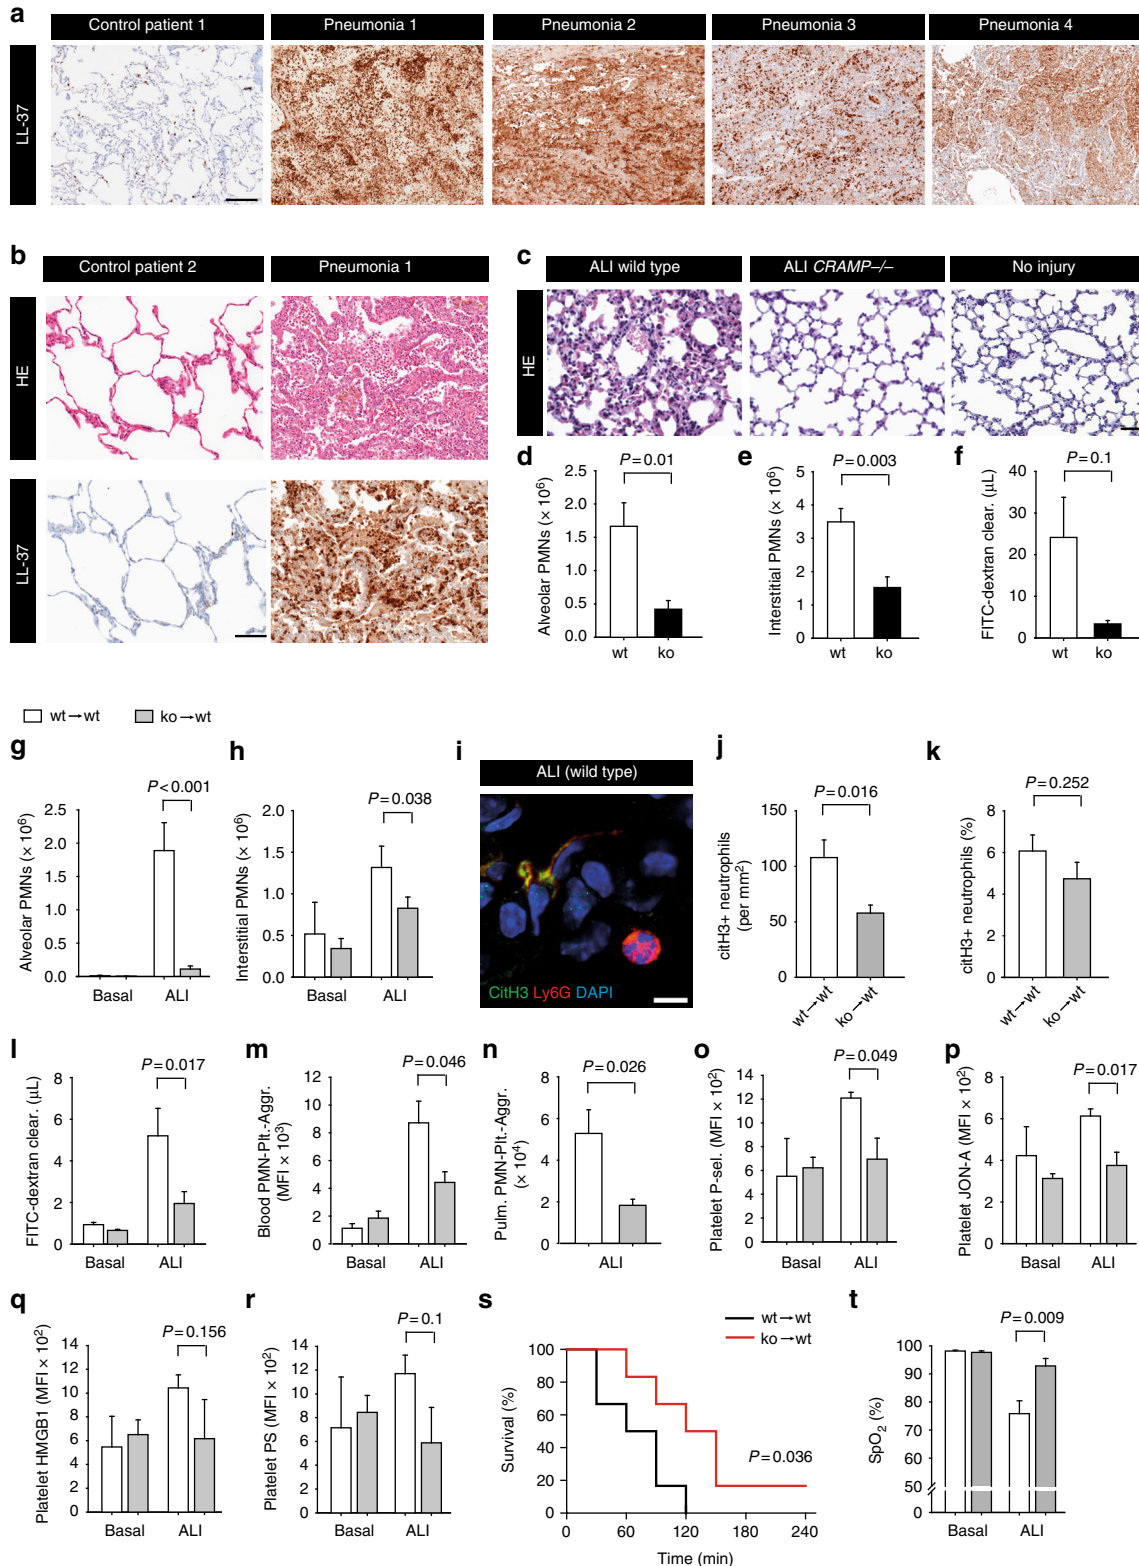 a
Control patient 1
Pneumonia 1
Pneumonia 2
Pneumonia 3
Pneumonia 4
LL-37
b
Control patient 2
Pneumonia 1
HE
LL-37
c
ALI wild type
ALI CRAMP–/–
No injury
HE
d
P = 0.01
Alveolar PMNs (× 10⁶)
2.5
2.0
1.5
1.0
0.5
0.0
wt
ko
e
P = 0.003
Interstitial PMNs (× 10⁶)
6
5
4
3
2
1
0
wt
ko
f
P = 0.1
FITC-dextran clear. (µL)
40
30
20
10
0
wt
ko
wt→wt
ko→wt
g
P < 0.001
Alveolar PMNs (× 10⁶)
2.5
2.0
1.5
1.0
0.5
0.0
Basal
ALI
h
P = 0.038
Interstitial PMNs (× 10⁶)
2.0
1.5
1.0
0.5
0.0
Basal
ALI
i
ALI (wild type)
CitH3 Ly6G DAPI
j
P = 0.016
citH3+ neutrophils
(per mm²)
150
100
50
0
wt→wt
ko→wt
k
P = 0.252
citH3+ neutrophils (%)
8
6
4
2
0
wt→wt
ko→wt
l
P = 0.017
FITC-dextran clear. (µL)
8
6
4
2
0
Basal
ALI
m
P = 0.046
Blood PMN-Plt.-Aggr.
(MFI × 10³)
12
10
8
6
4
2
0
Basal
ALI
n
P = 0.026
Pulm. PMN-Plt.-Aggr.
(× 10⁴)
8
6
4
2
0
ALI
o
P = 0.049
Platelet P-sel. (MFI × 10²)
14
12
10
8
6
4
2
0
Basal
ALI
p
P = 0.017
Platelet JON-A (MFI × 10²)
8
6
4
2
0
Basal
ALI
q
P = 0.156
Platelet HMGB1 (MFI × 10²)
14
12
10
8
6
4
2
0
Basal
ALI
r
P = 0.1
Platelet PS (MFI × 10²)
14
12
10
8
6
4
2
0
Basal
ALI
s
wt→wt
ko→wt
Survival (%)
100
80
60
40
20
0
P = 0.036
0
60
120
180
240
Time (min)
t
P = 0.009
SpO₂ (%)
100
90
80
70
60
50
0
Basal
ALI